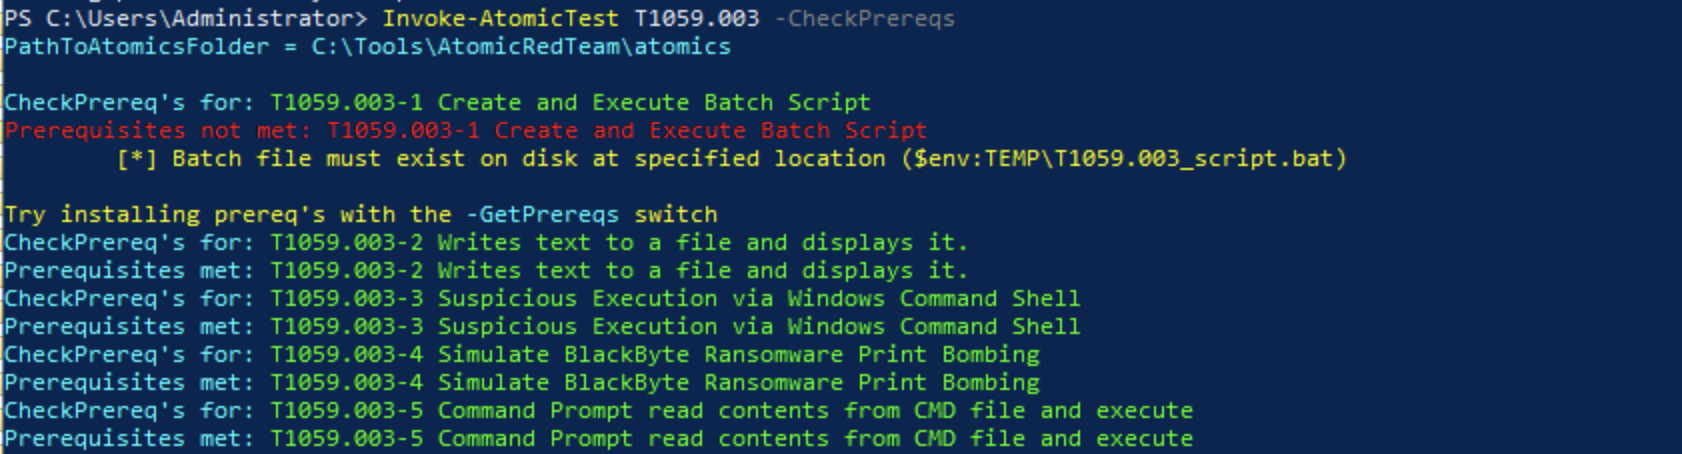 PS C:\Users\Administrator> Invoke-AtomicTest T1059.003 -CheckPrereqs
PathToAtomicsFolder = C:\Tools\AtomicRedTeam\atomics
CheckPrereq's for: T1059.003-1 Create and Execute Batch Script
Prerequisites not met: T1059.003-1 Create and Execute Batch Script
[*] Batch file must exist on disk at specified location ($env:TEMP\T1059.003_script.bat)
Try installing prereq's with the -GetPrereqs switch
CheckPrereq's for: T1059.003-2 Writes text to a file and displays it.
Prerequisites met: T1059.003-2 Writes text to a file and displays it.
CheckPrereq's for: T1059.003-3 Suspicious Execution via Windows Command Shell
Prerequisites met: T1059.003-3 Suspicious Execution via Windows Command Shell
CheckPrereq's for: T1059.003-4 Simulate BlackByte Ransomware Print Bombing
Prerequisites met: T1059.003-4 Simulate BlackByte Ransomware Print Bombing
CheckPrereq's for: T1059.003-5 Command Prompt read contents from CMD file and execute
Prerequisites met: T1059.003-5 Command Prompt read contents from CMD file and execute